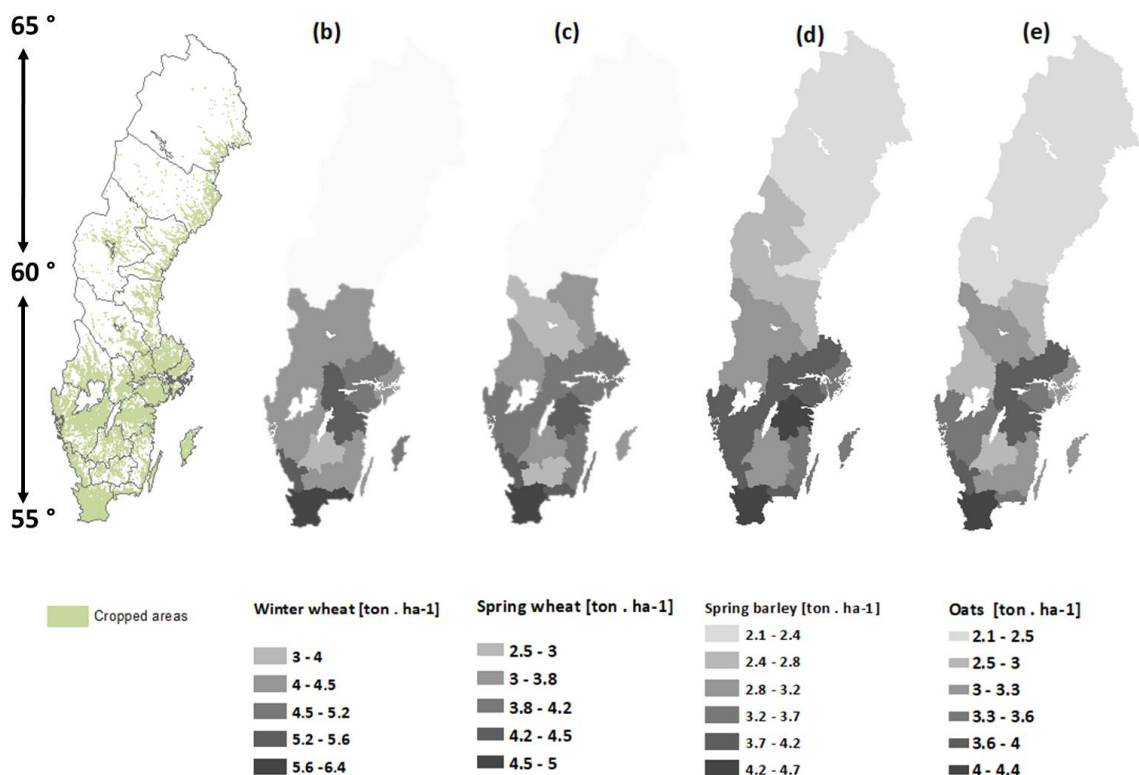 65 °
(b)
(c)
(d)
(e)
60 °
55 °
Cropped areas
Winter wheat [ton . ha-1]
3 - 4
4 - 4.5
4.5 - 5.2
5.2 - 5.6
5.6 -6.4
Spring wheat [ton . ha-1]
2.5 - 3
3 - 3.8
3.8 - 4.2
4.2 - 4.5
4.5 - 5
Spring barley [ton . ha-1]
2.1 - 2.4
2.4 - 2.8
2.8 - 3.2
3.2 - 3.7
3.7 - 4.2
4.2 - 4.7
Oats [ton . ha-1]
2.1 - 2.5
2.5 - 3
3 - 3.3
3.3 - 3.6
3.6 - 4
4 - 4.4